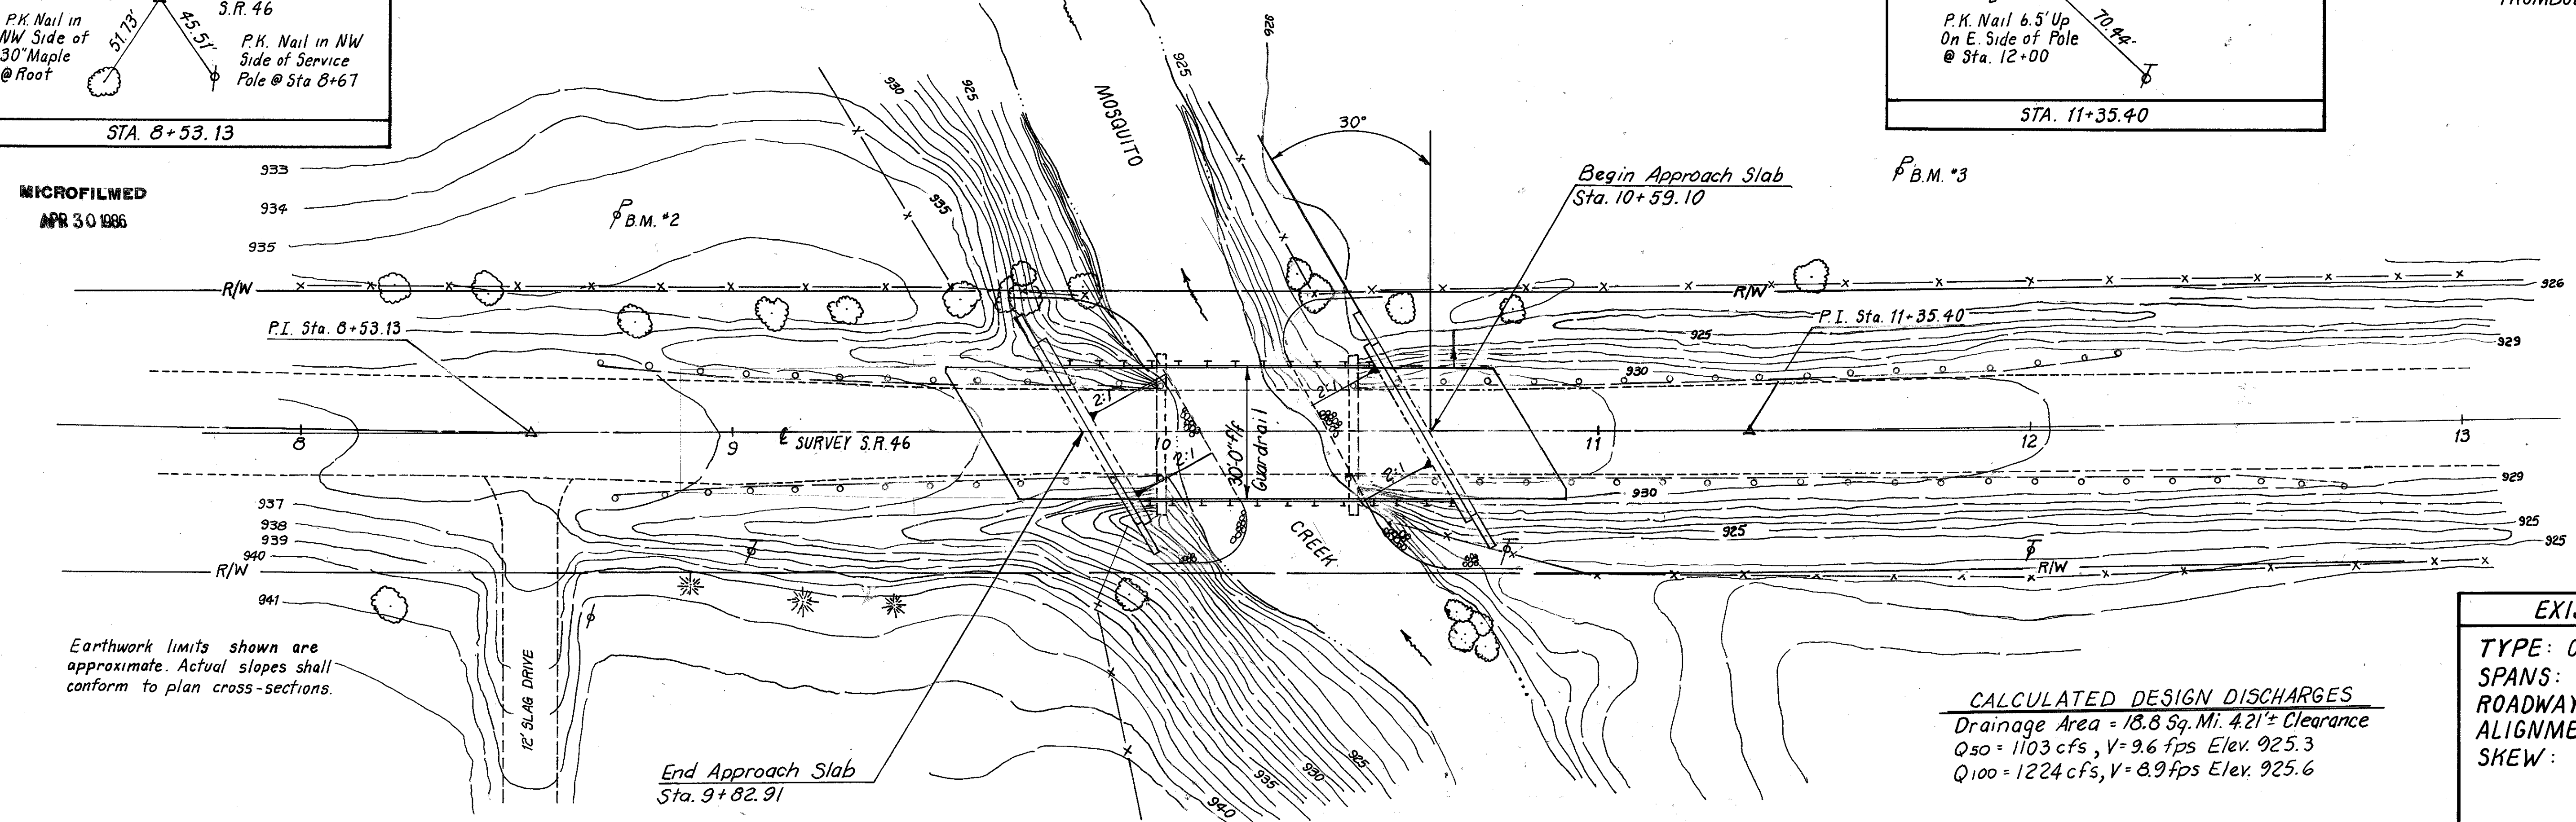 S.R. 46
P.K. Nail in
NW Side of
30" Maple
@ Root
51.73'
45.51'
P.K. Nail in NW
Side of Service
Pole @ Sta 8+67
STA. 8+53.13
P.K. Nail 6.5' Up
On E. Side of Pole
@ Sta. 12+00
70.44'
STA. 11+35.40
MICROFILMED
APR 30 1986
933
934
935
B.M. #2
930
925
935
MOSQUITO
925
926
30°
Begin Approach Slab
Sta. 10+59.10
B.M. #3
R/W
R/W
926
P.I. Sta. 8+53.13
P.I. Sta. 11+35.40
925
929
930
2:1
2:1
8
9
℄ SURVEY S.R. 46
10
11
12
13
30'-0" f/f
Guardrail
2:1
2:1
930
929
937
938
939
940
941
925
925
925
R/W
R/W
CREEK
Earthwork limits shown are
approximate. Actual slopes shall
conform to plan cross-sections.
12' SLAG DRIVE
End Approach Slab
Sta. 9+82.91
940
935
930
925
CALCULATED DESIGN DISCHARGES
Drainage Area = 18.8 Sq. Mi. 4.21'± Clearance
Q50 = 1103 cfs, V= 9.6 fps Elev. 925.3
Q100 = 1224 cfs, V= 8.9 fps Elev. 925.6
TYPE:
SPANS:
ROADWAY
SKEW: